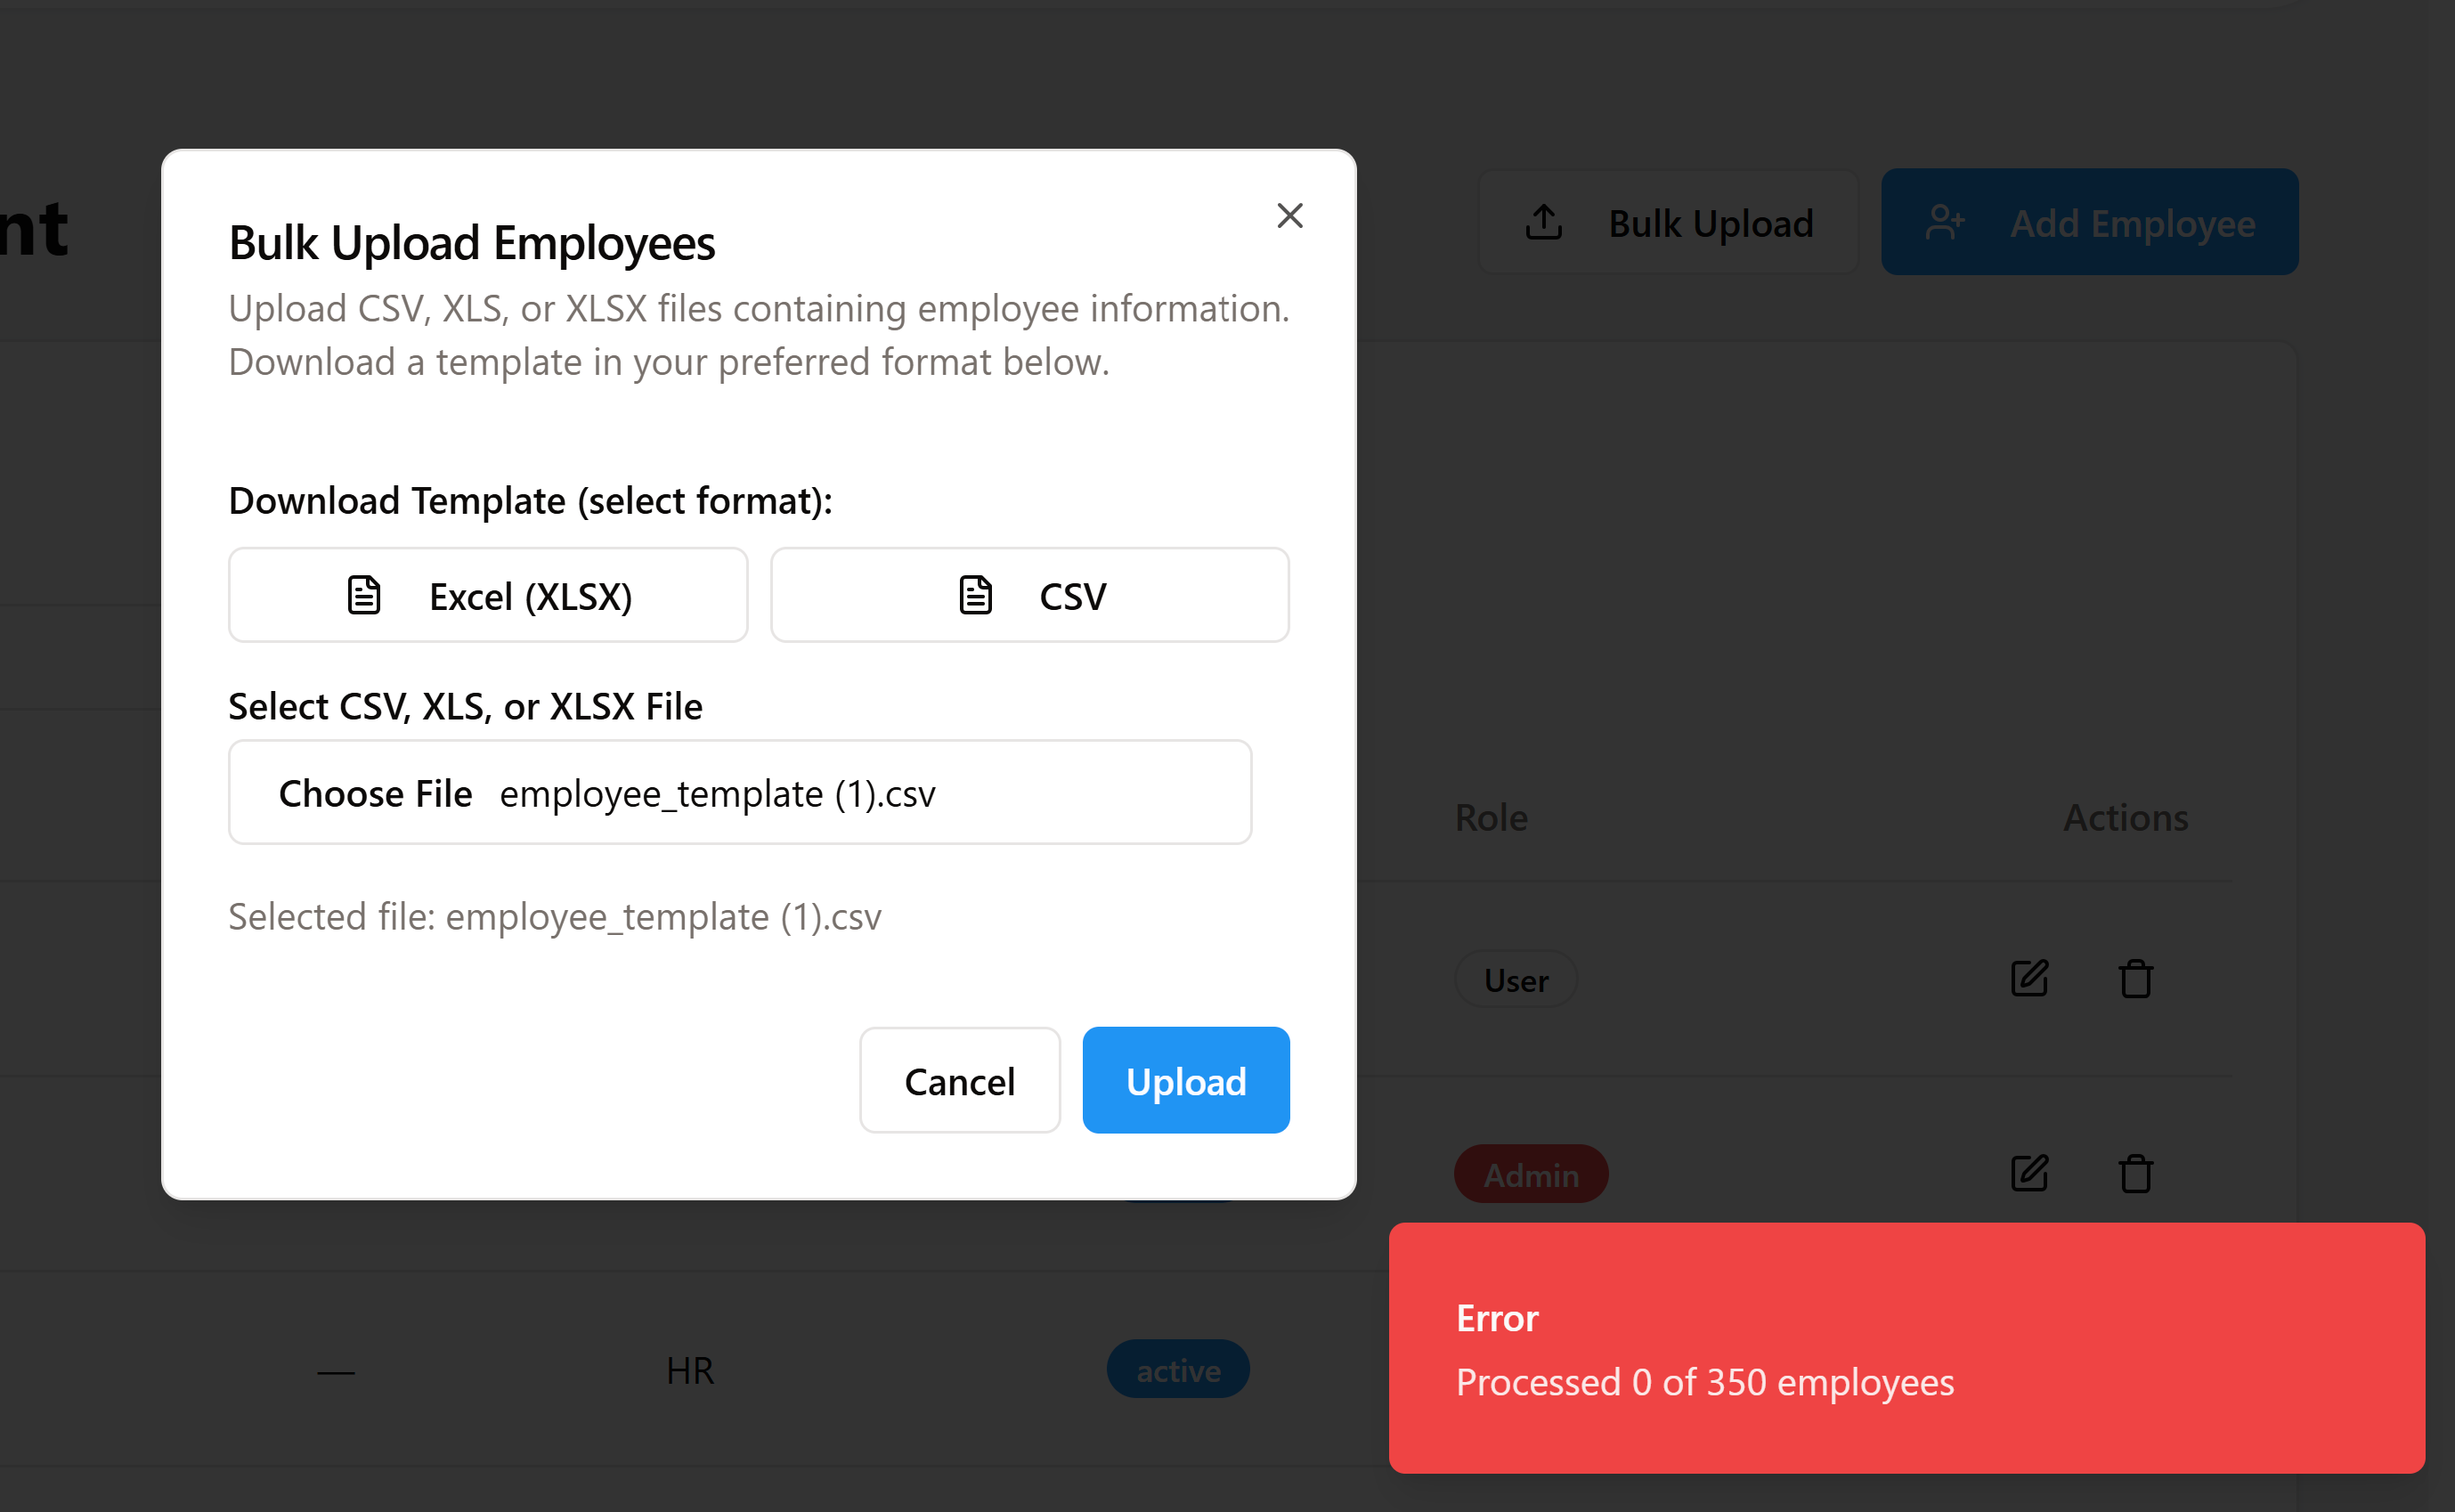 nt
Bulk Upload
Add Employee
Bulk Upload Employees
Upload CSV, XLS, or XLSX files containing employee information.
Download a template in your preferred format below.
Download Template (select format):
Excel (XLSX)
CSV
Select CSV, XLS, or XLSX File
Choose File employee_template (1).csv
Selected file: employee_template (1).csv
Cancel
Upload
Role
Actions
User
Admin
— HR active
Error
Processed 0 of 350 employees